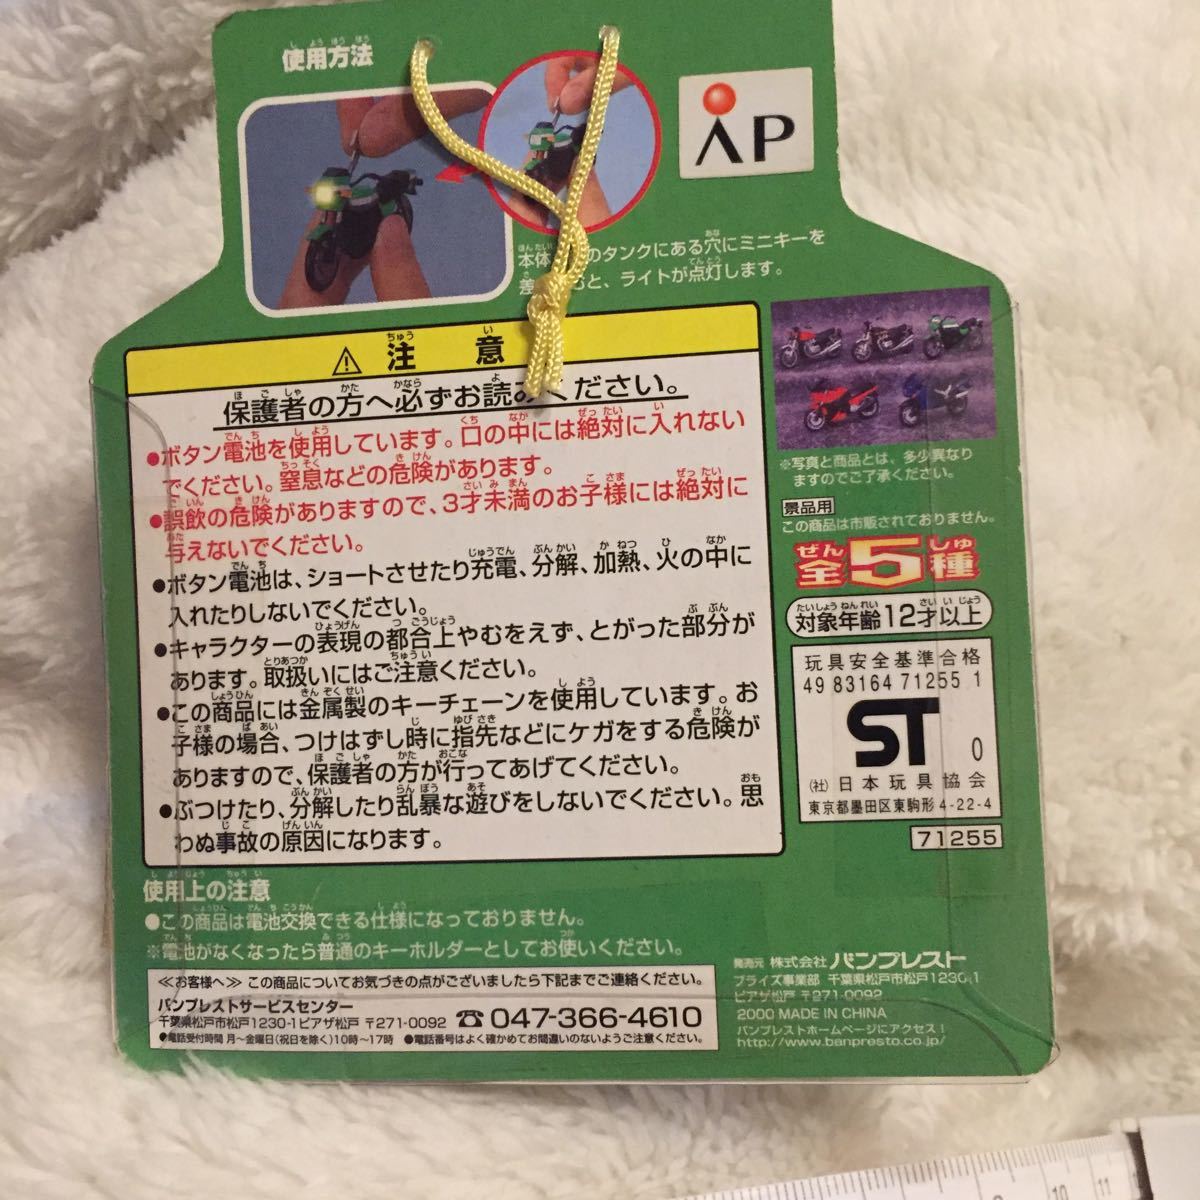 使用方法
AP
本体のタンクにある穴にミニキーを
差と、ライトが点灯します。
⚠注意
保護者の方へ必ずお読みください。
●ボタン電池を使用しています。口の中には絶対に入れない
でください。窒息などの危険があります。
●誤飲の危険がありますので、3才未満のお子様には絶対に
与えないでください。
●ボタン電池は、ショートさせたり充電、分解、加熱、火の中に
入れたりしないでください。
●キャラクターの表現の都合上やむをえず、とがった部分が
あります。取扱いにはご注意ください。
●この商品には金属製のキーチェーンを使用しています。お
子様の場合、つけはずし時に指先などにケガをする危険が
ありますので、保護者の方が行ってあげてください。
●ぶつけたり、分解したり乱暴な遊びをしないでください。思
わぬ事故の原因になります。
※写真と商品とは、多少異なり
ますのでご了承ください。
景品用
この商品は市販されておりません。
全5種
対象年齢12才以上
玩具安全基準合格
49 83164 71255 1
ST 0
(社)日本玩具協会
東京都墨田区東駒形4-22-4
71255
使用上の注意
●この商品は電池交換できる仕様になっておりません。
※電池がなくなったら普通のキーホルダーとしてお使いください。
≪お客様へ≫ この商品についてお気づきの点がございましたら下記までご連絡ください。
バンプレストサービスセンター
千葉県松戸市松戸1230-1ピアザ松戸 〒271-0092 ☎047-366-4610
●電話受付時間 月～金曜日(祝日を除く)10時～17時 ●電話番号はよく確かめてお間違いのないようご注意ください。
発売元 株式会社バンプレスト
プライズ事業部 千葉県松戸市松戸1230-1
ピアザ松戸 〒271-0092
2000 MADE IN CHINA
バンプレストホームページにアクセス!
http://www.banpresto.co.jp/
10
11